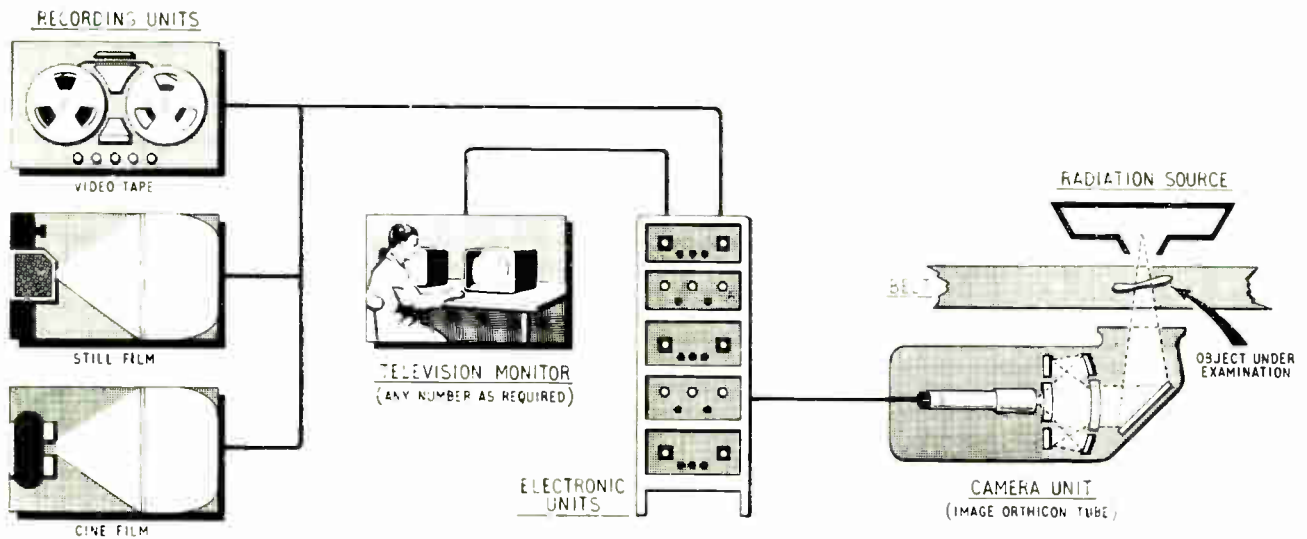 RECORDING UNITS
VIDEO TAPE
STILL FILM
CINE FILM
TELEVISION MONITOR
(ANY NUMBER AS REQUIRED)
ELECTRONIC
UNITS
RADIATION SOURCE
BELT
OBJECT UNDER
EXAMINATION
CAMERA UNIT
(IMAGE ORTHICON TUBE)